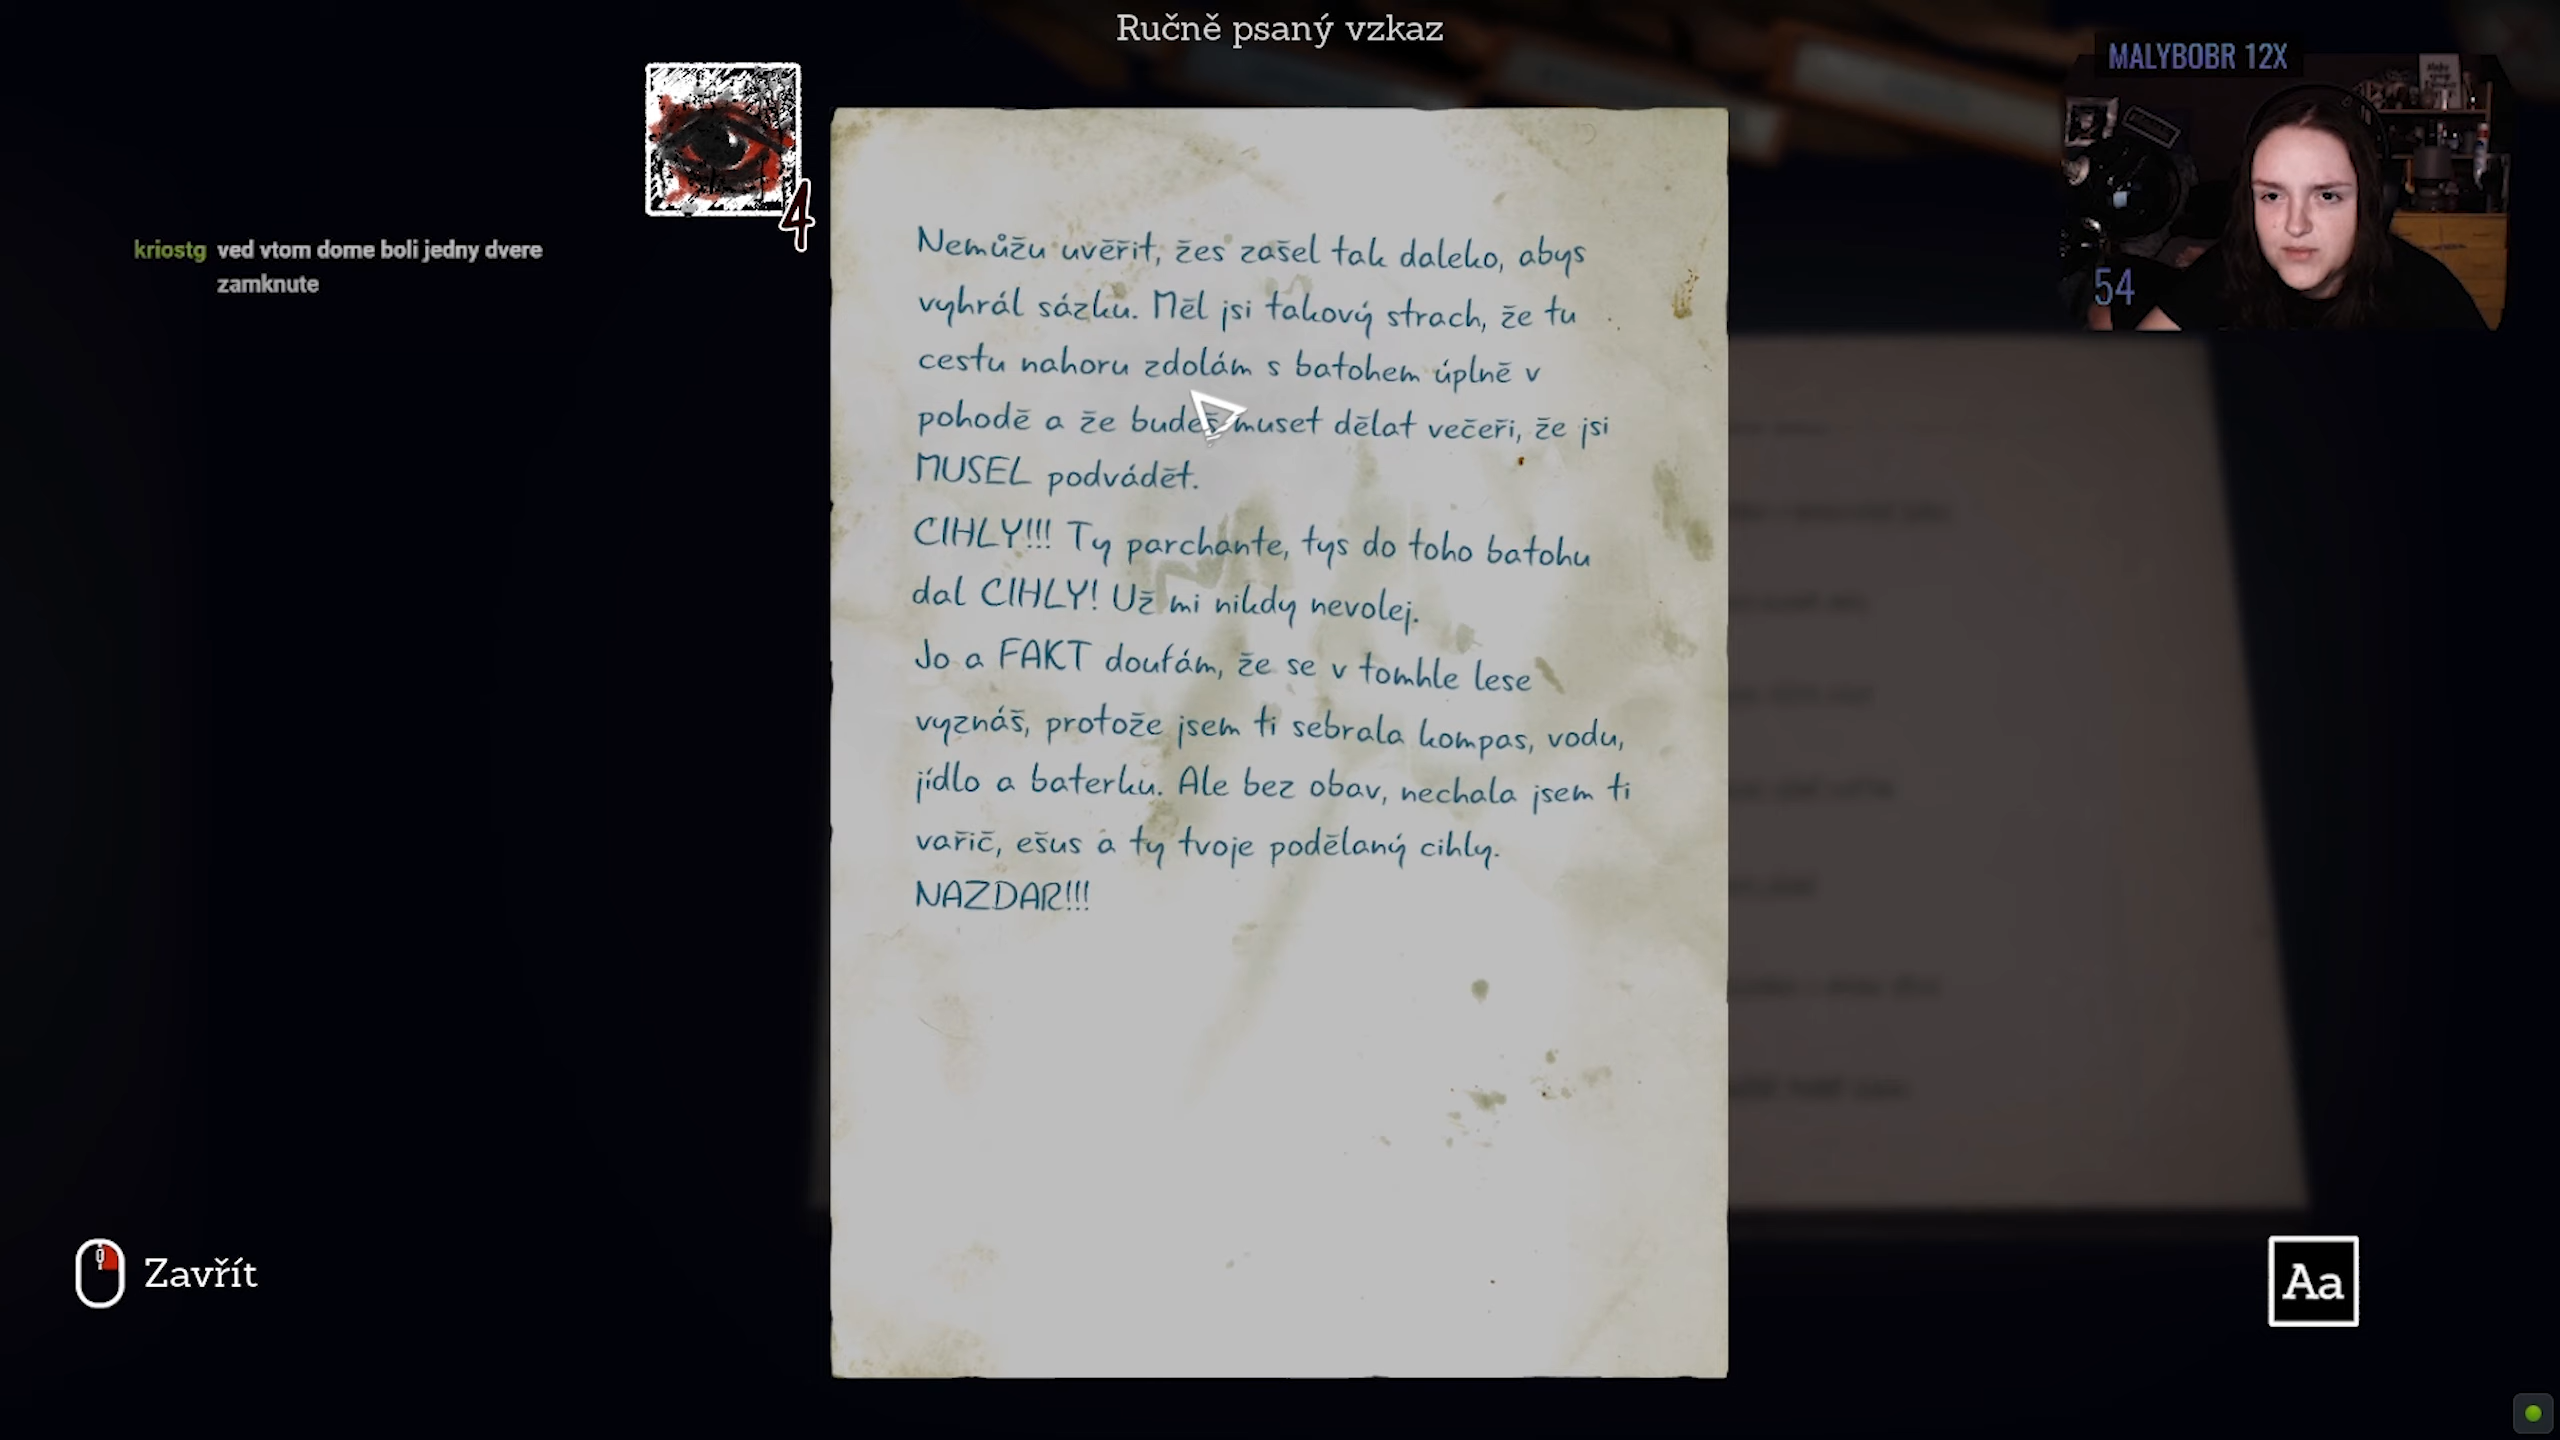 Ručně psaný vzkaz
MALYBOBR 12X
54
4
kriostg ved vtom dome boli jedny dvere
zamknute
Nemůžu uvěřit, žes zašel tak daleko, abys
vyhrál sázku. Měl jsi takový strach, že tu
cestu nahoru zdolám s batohem úplně v
pohodě a že budeš muset dělat večeři, že jsi
MUSEL podvádět.
CIHLY!!! Ty parchante, tys do toho batohu
dal CIHLY! Už mi nikdy nevolej.
Jo a FAKT doufám, že se v tomhle lese
vyznáš, protože jsem ti sebrala kompas, vodu,
jídlo a baterku. Ale bez obav, nechala jsem ti
vařič, ešus a ty tvoje podělaný cihly.
NAZDAR!!!
Zavřít
Aa